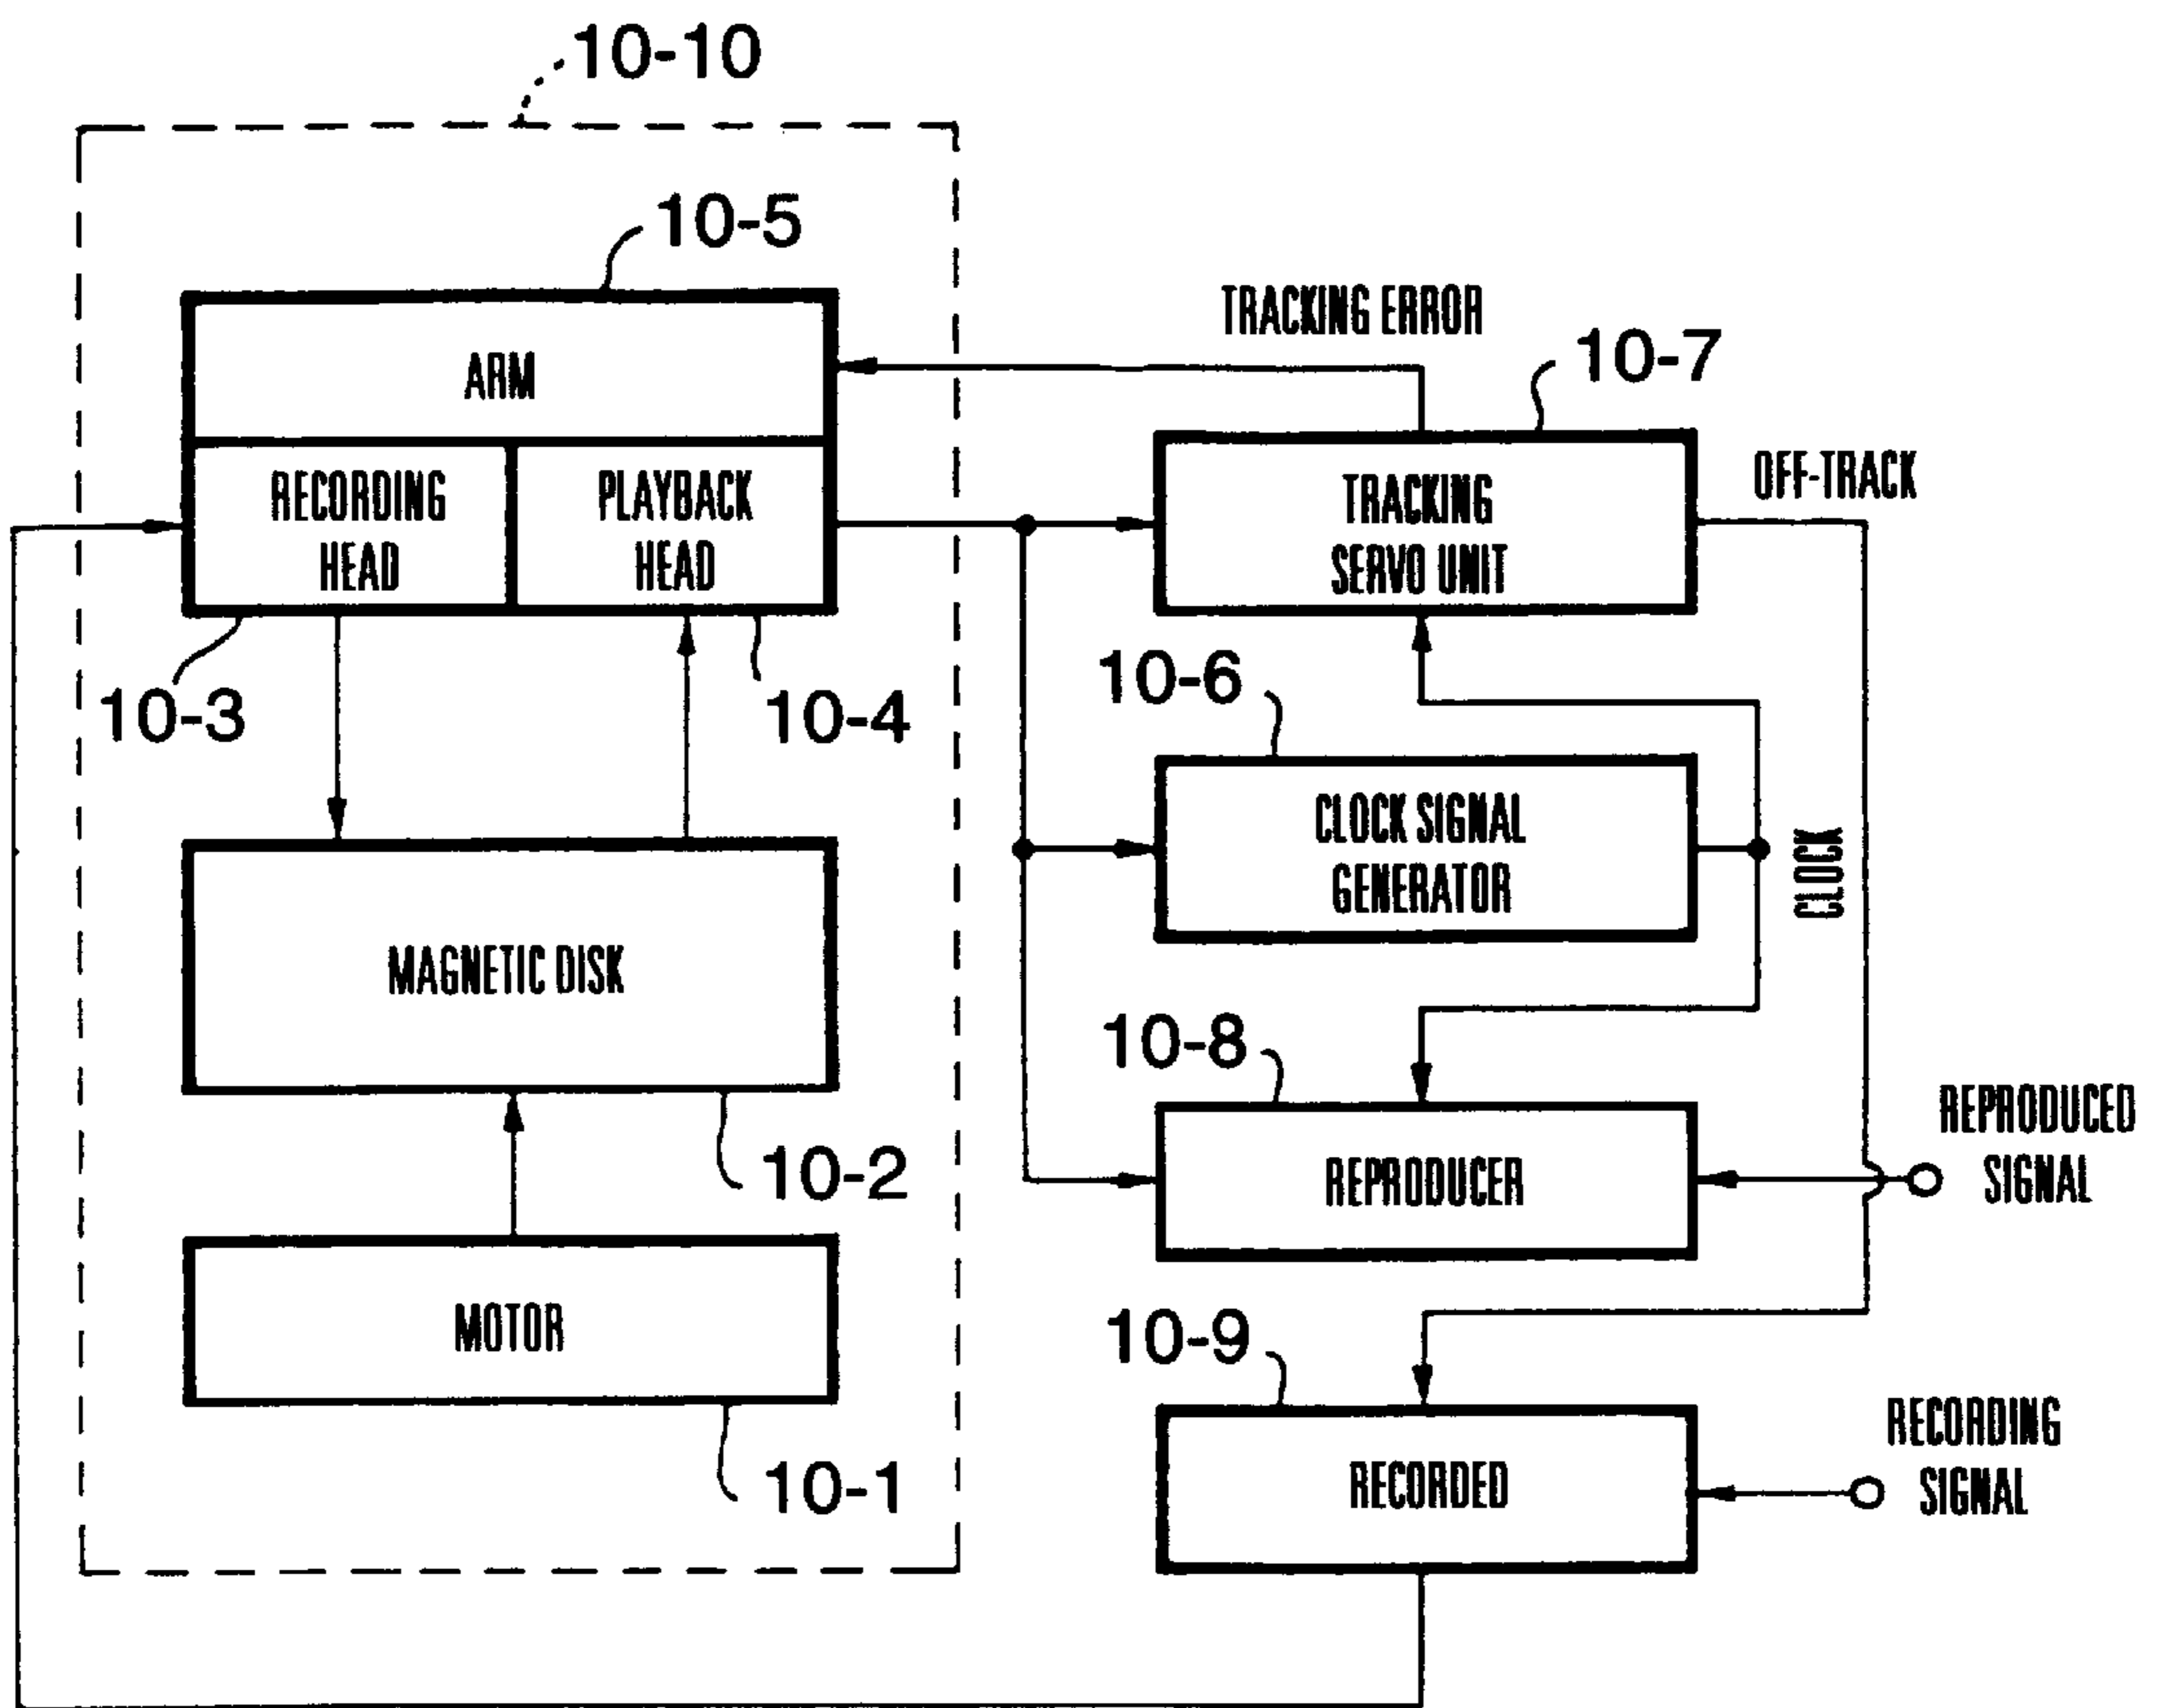 10-10
10-5
ARM
TRACKING ERROR
10-7
RECORDING
HEAD
PLAYBACK
HEAD
TRACKING
SERVO UNIT
OFF-TRACK
10-3
10-4
10-6
CLOCK SIGNAL
GENERATOR
CLOCK
MAGNETIC DISK
10-8
10-2
REPRODUCER
REPRODUCED
SIGNAL
MOTOR
10-9
10-1
RECORDED
RECORDING
SIGNAL